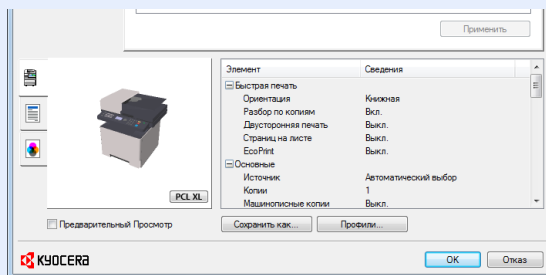 Применить
Элемент Сведения
Быстрая печать
Ориентация Книжная
Разбор по копиям Вкл.
Двусторонняя печать Выкл.
Страниц на листе Выкл.
EcoPrint Выкл.
Основные
Источник Автоматический выбор
Копии 1
Машинописные копии Выкл.
PCL XL
Предварительный Просмотр
Сохранить как... Профили...
KYOCERA
OK Отказ